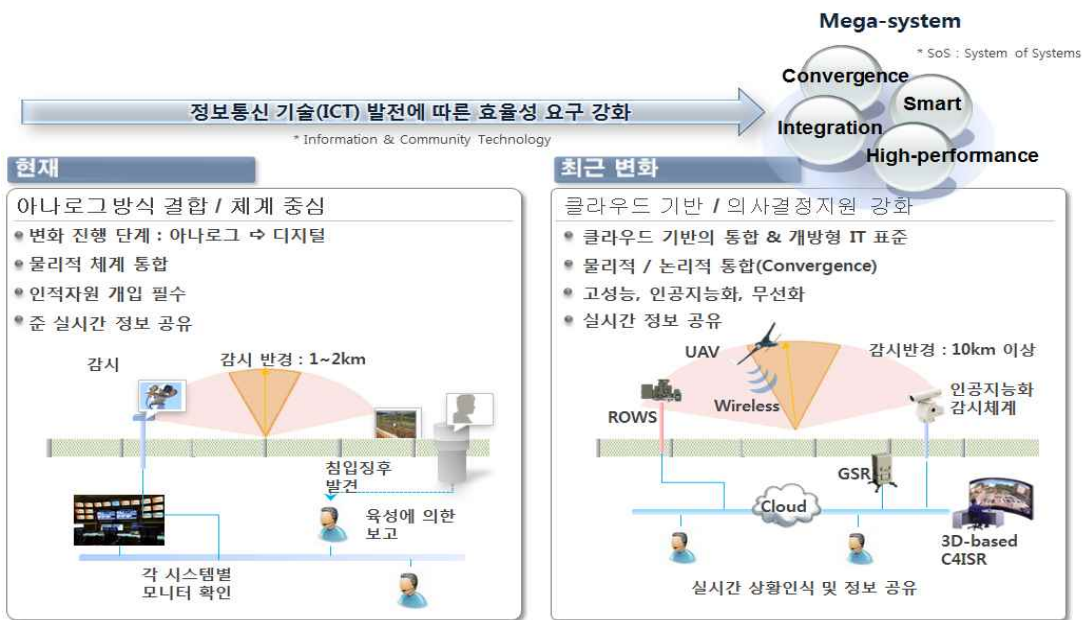 Mega-system
* SoS : System of Systems
Convergence
Smart
Integration
High-performance
정보통신 기술(ICT) 발전에 따른 효율성 요구 강화
* Information & Community Technology
현재
아나로그방식 결합 / 체계 중심
변화 진행 단계 : 아나로그 ⇨ 디지털
물리적 체계 통합
인적자원 개입 필수
준 실시간 정보 공유
감시
감시 반경 : 1~2km
침입징후
발견
육성에 의한
보고
각 시스템별
모니터 확인
최근 변화
클라우드 기반 / 의사결정지원 강화
클라우드 기반의 통합 & 개방형 IT 표준
물리적 / 논리적 통합(Convergence)
고성능, 인공지능화, 무선화
실시간 정보 공유
UAV
감시반경 : 10km 이상
ROWS
Wireless
인공지능화
감시체계
GSR
Cloud
3D-based
C4ISR
실시간 상황인식 및 정보 공유